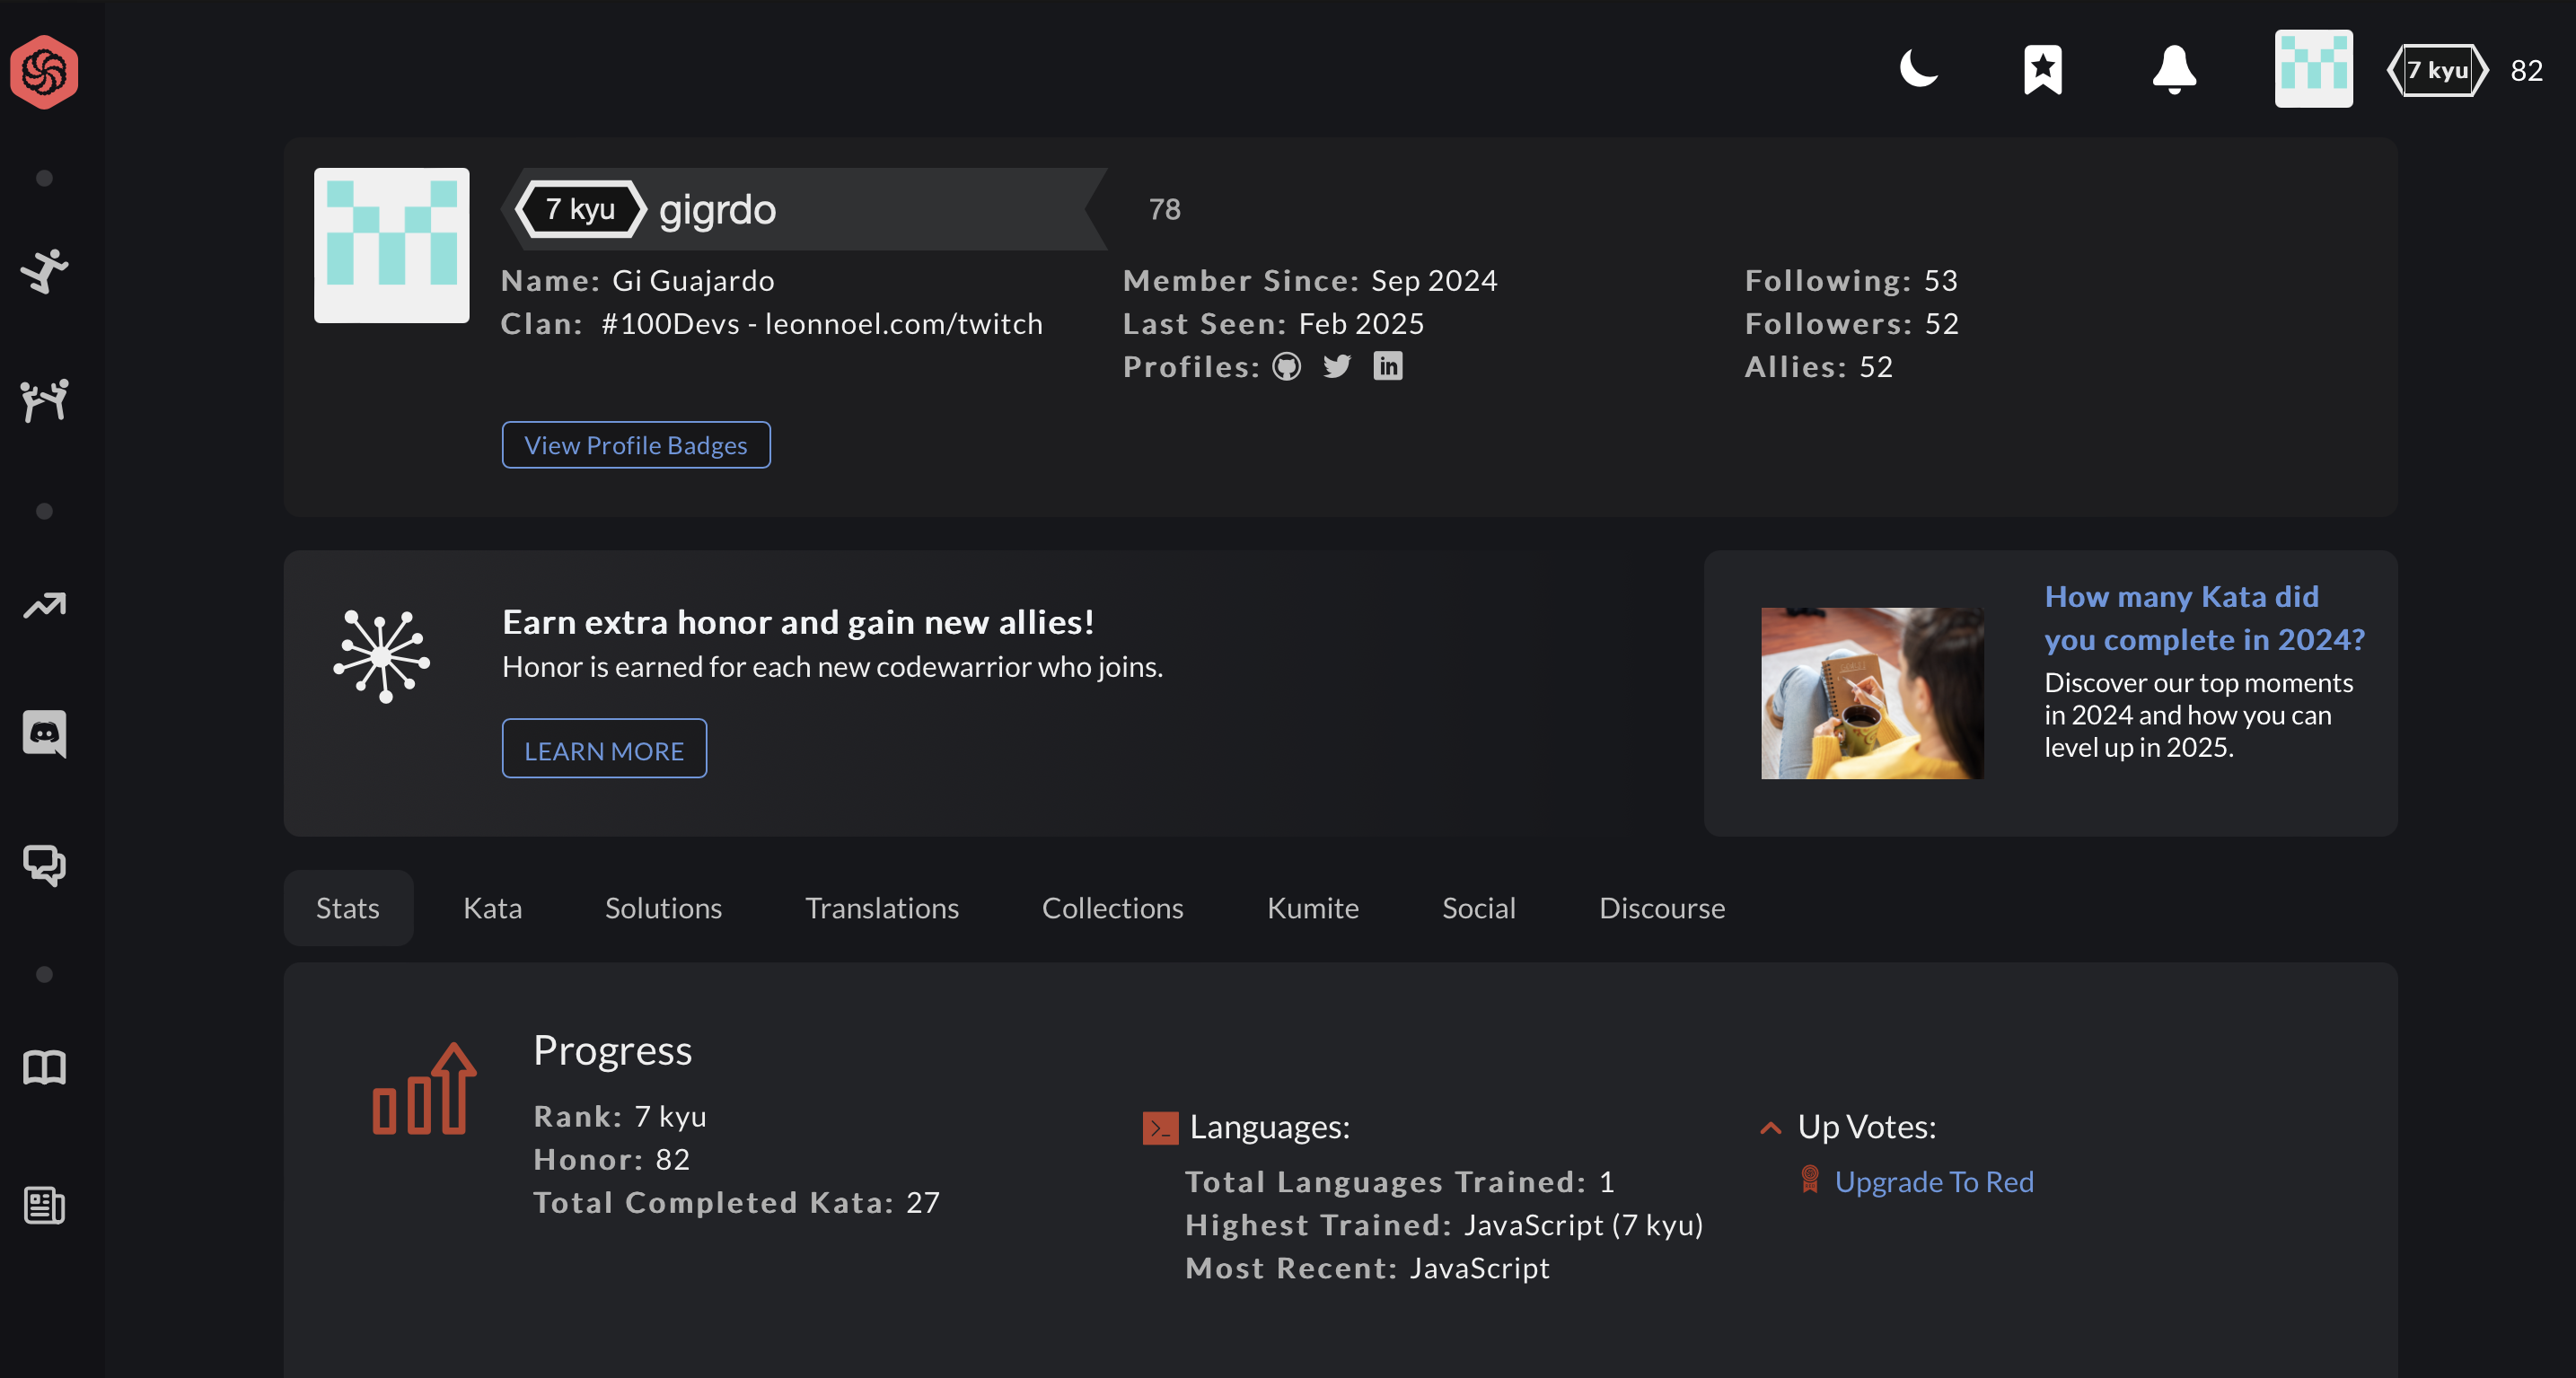 7 kyu 82
7 kyu gigrdo 78
Name: Gi Guajardo
Clan: #100Devs - leonnoel.com/twitch
Member Since: Sep 2024
Last Seen: Feb 2025
Profiles:
Following: 53
Followers: 52
Allies: 52
View Profile Badges
Earn extra honor and gain new allies!
Honor is earned for each new codewarrior who joins.
LEARN MORE
How many Kata did
you complete in 2024?
Discover our top moments
in 2024 and how you can
level up in 2025.
Stats Kata Solutions Translations Collections Kumite Social Discourse
Progress
Rank: 7 kyu
Honor: 82
Total Completed Kata: 27
Languages:
Total Languages Trained: 1
Highest Trained: JavaScript (7 kyu)
Most Recent: JavaScript
Up Votes:
Upgrade To Red